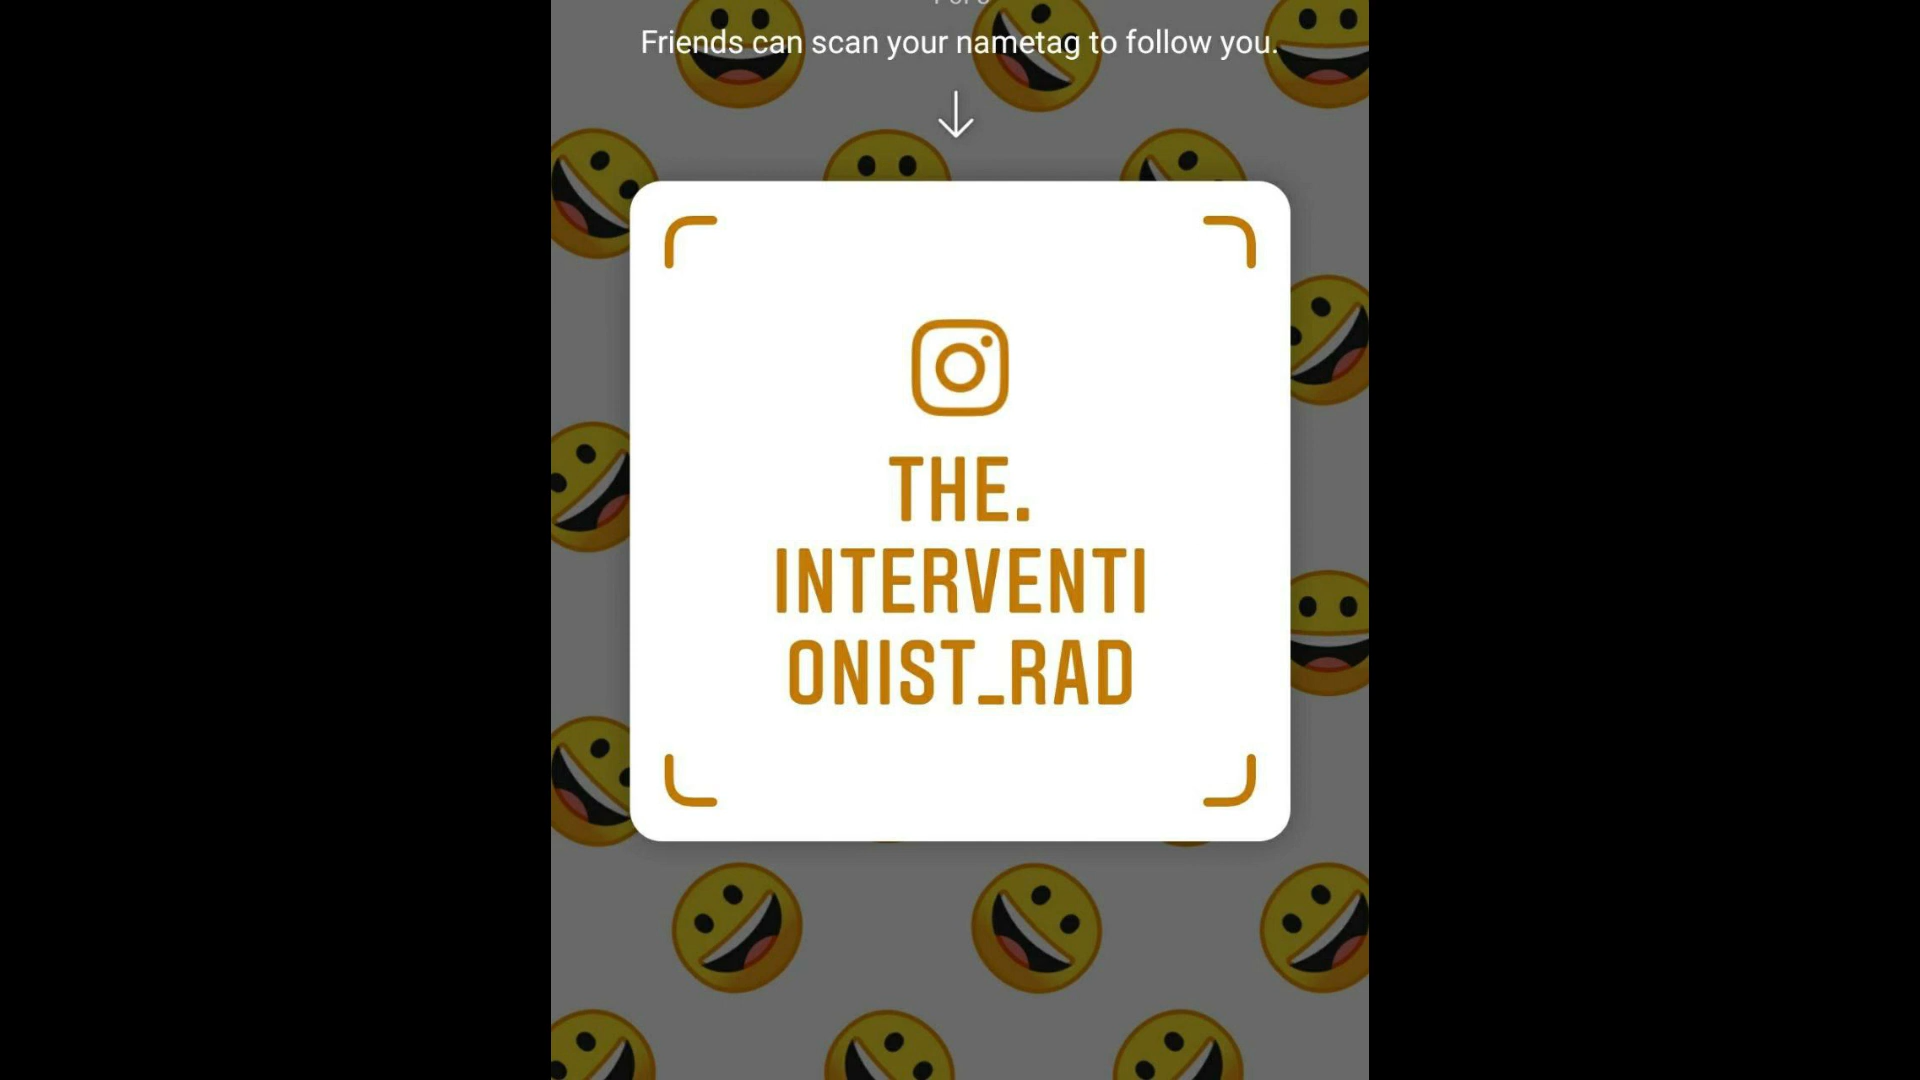 Friends can scan your nametag to follow you.
THE.
INTERVENTI
ONIST_RAD